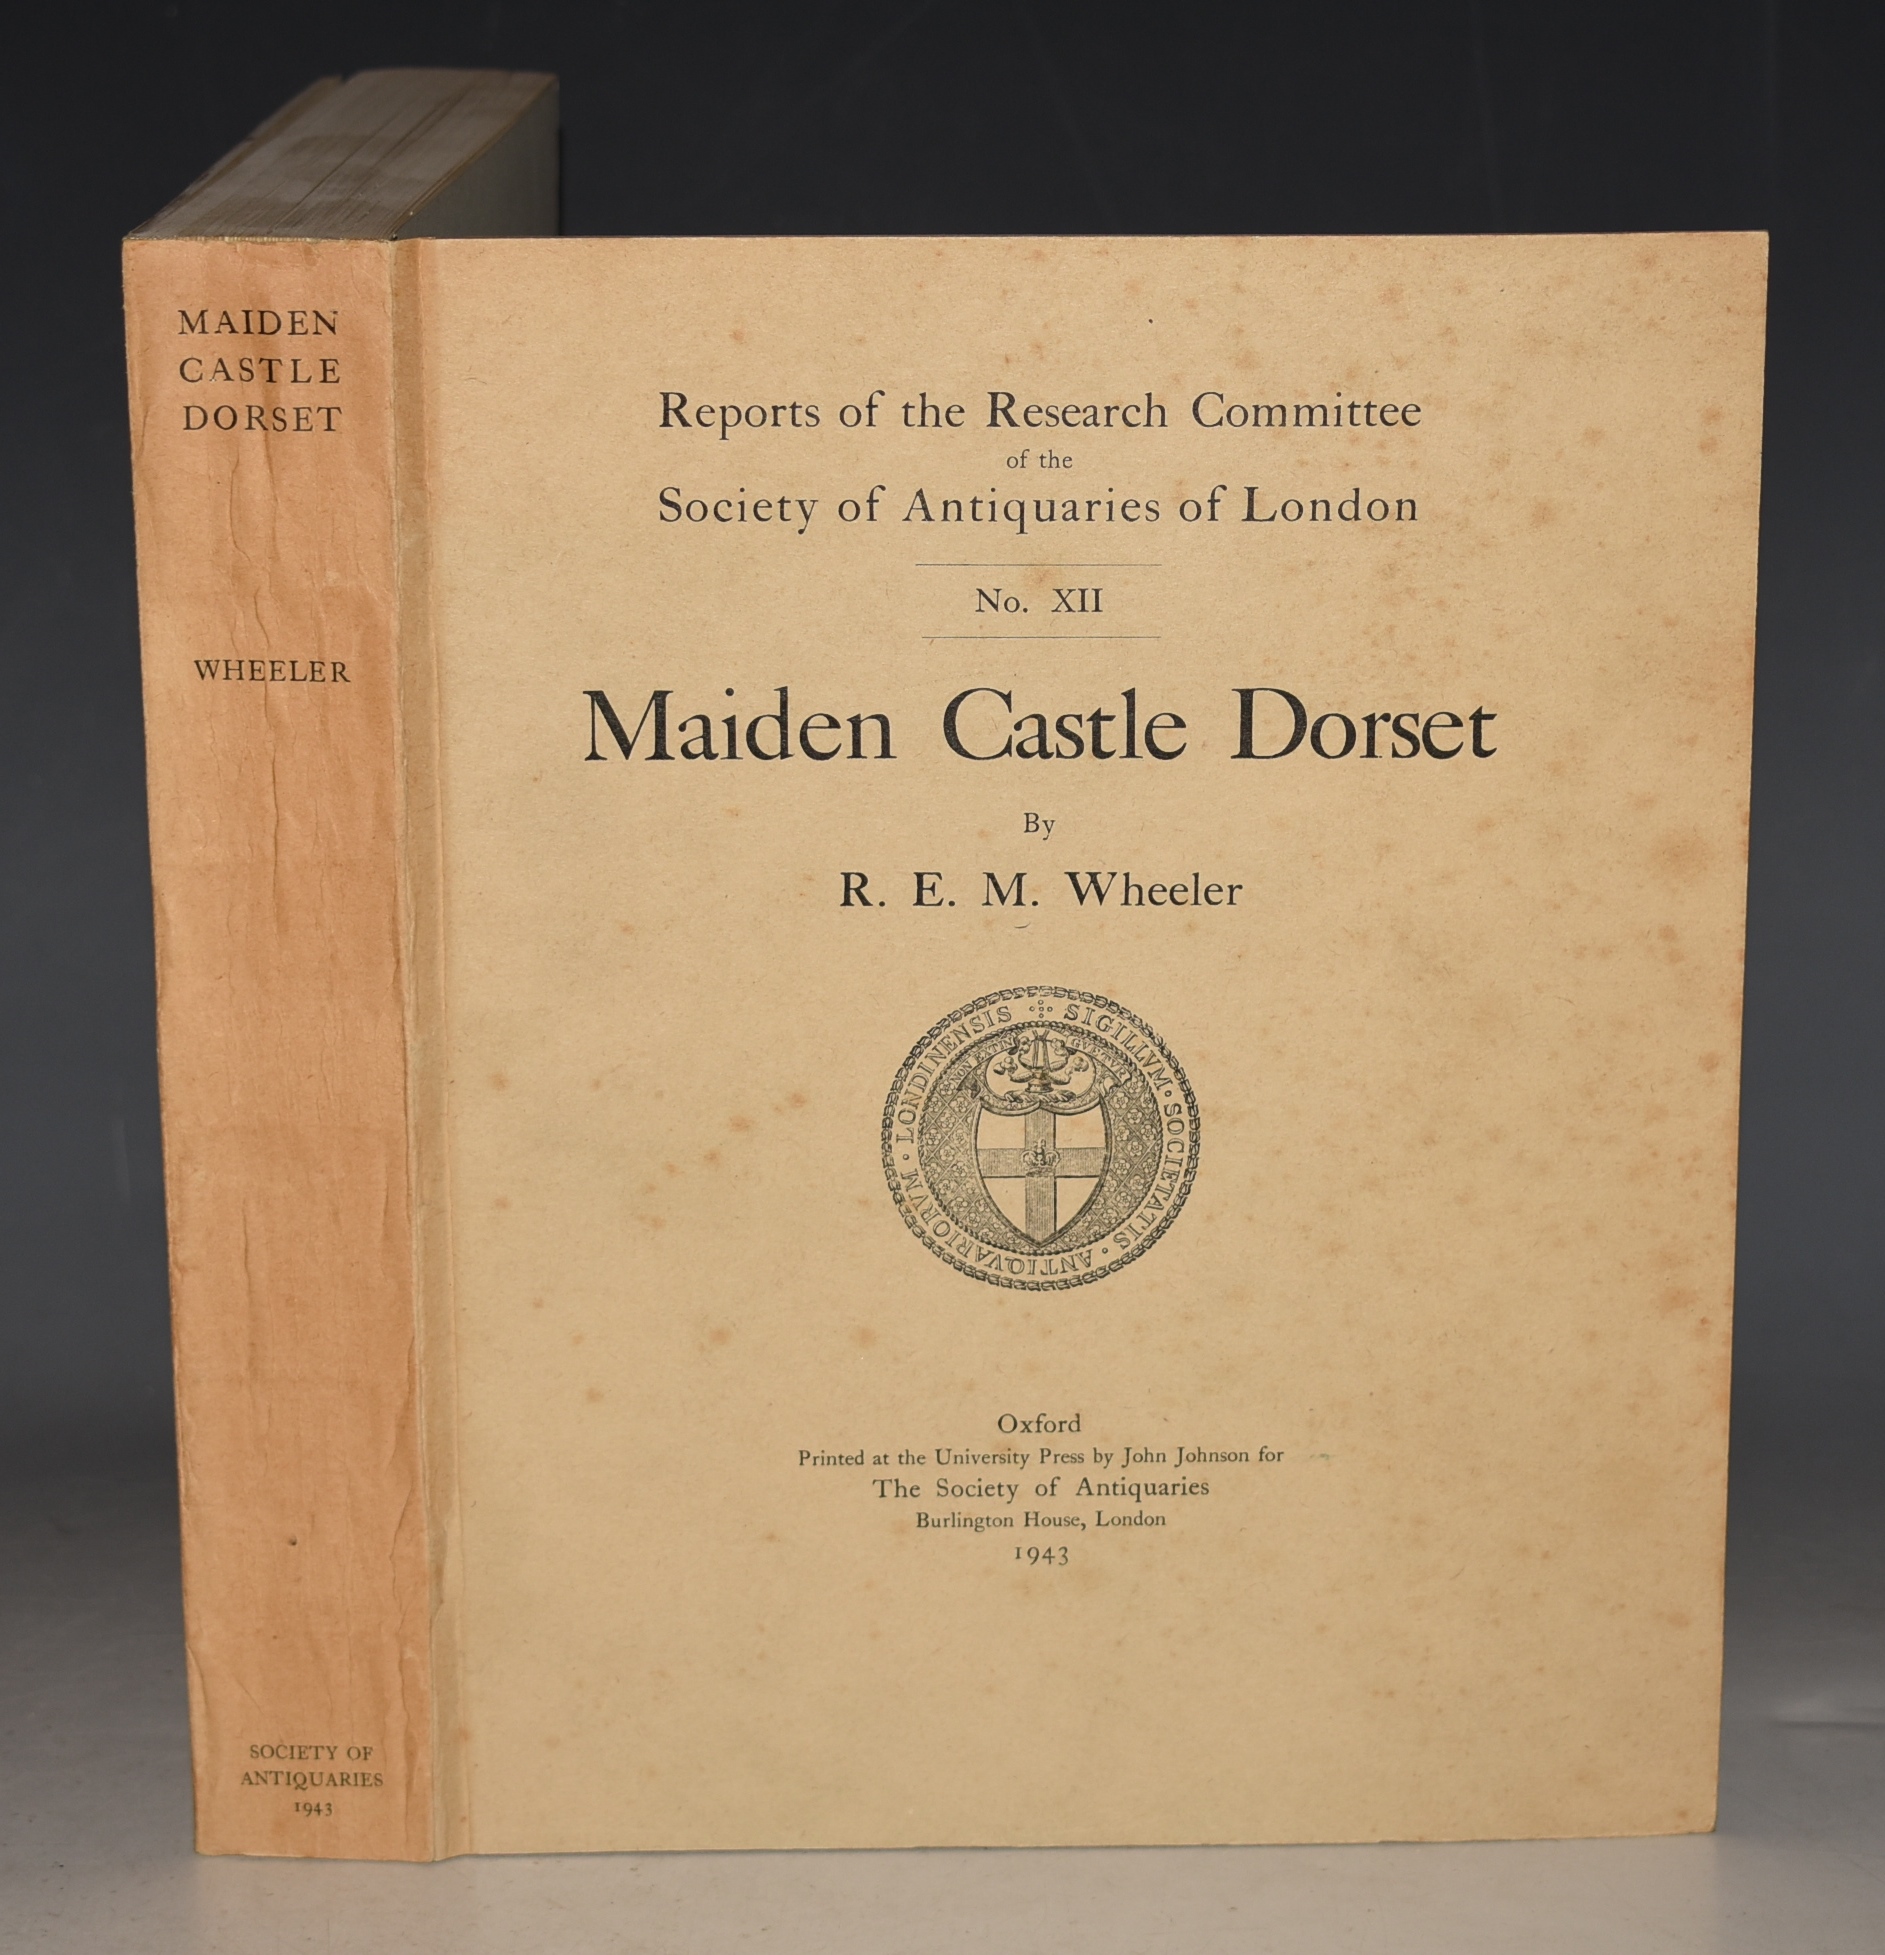 MAIDEN
CASTLE
DORSET
WHEELER
SOCIETY OF
ANTIQUARIES
1943
Reports of the Research Committee
of the
Society of Antiquaries of London
No. XII
Maiden Castle Dorset
By
R. E. M. Wheeler
SIGILLVM · SOCIETATIS · ANTIQVARIORVM · LONDINENSIS
NON EXTINGVETVR
Oxford
Printed at the University Press by John Johnson for
The Society of Antiquaries
Burlington House, London
1943